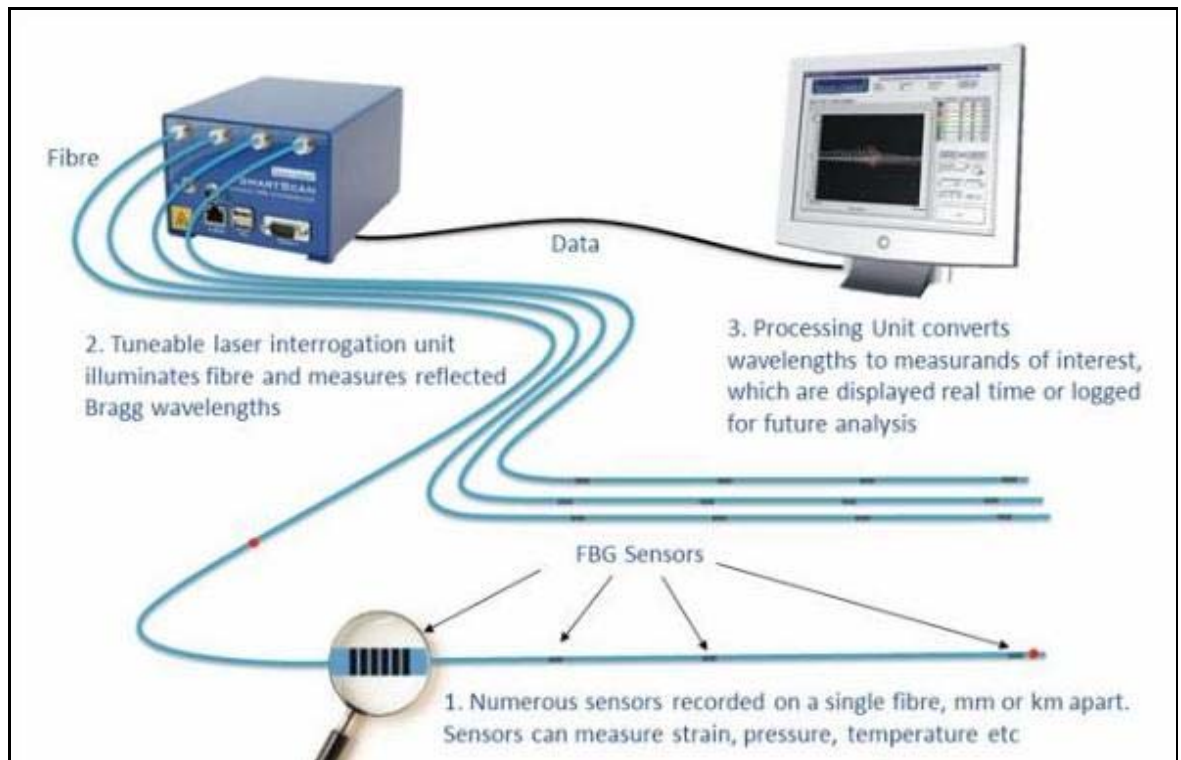 Fibre
SMARTSCAN
Data
2. Tuneable laser interrogation unit
illuminates fibre and measures reflected
Bragg wavelengths
3. Processing Unit converts
wavelengths to measurands of interest,
which are displayed real time or logged
for future analysis
FBG Sensors
1. Numerous sensors recorded on a single fibre, mm or km apart.
Sensors can measure strain, pressure, temperature etc